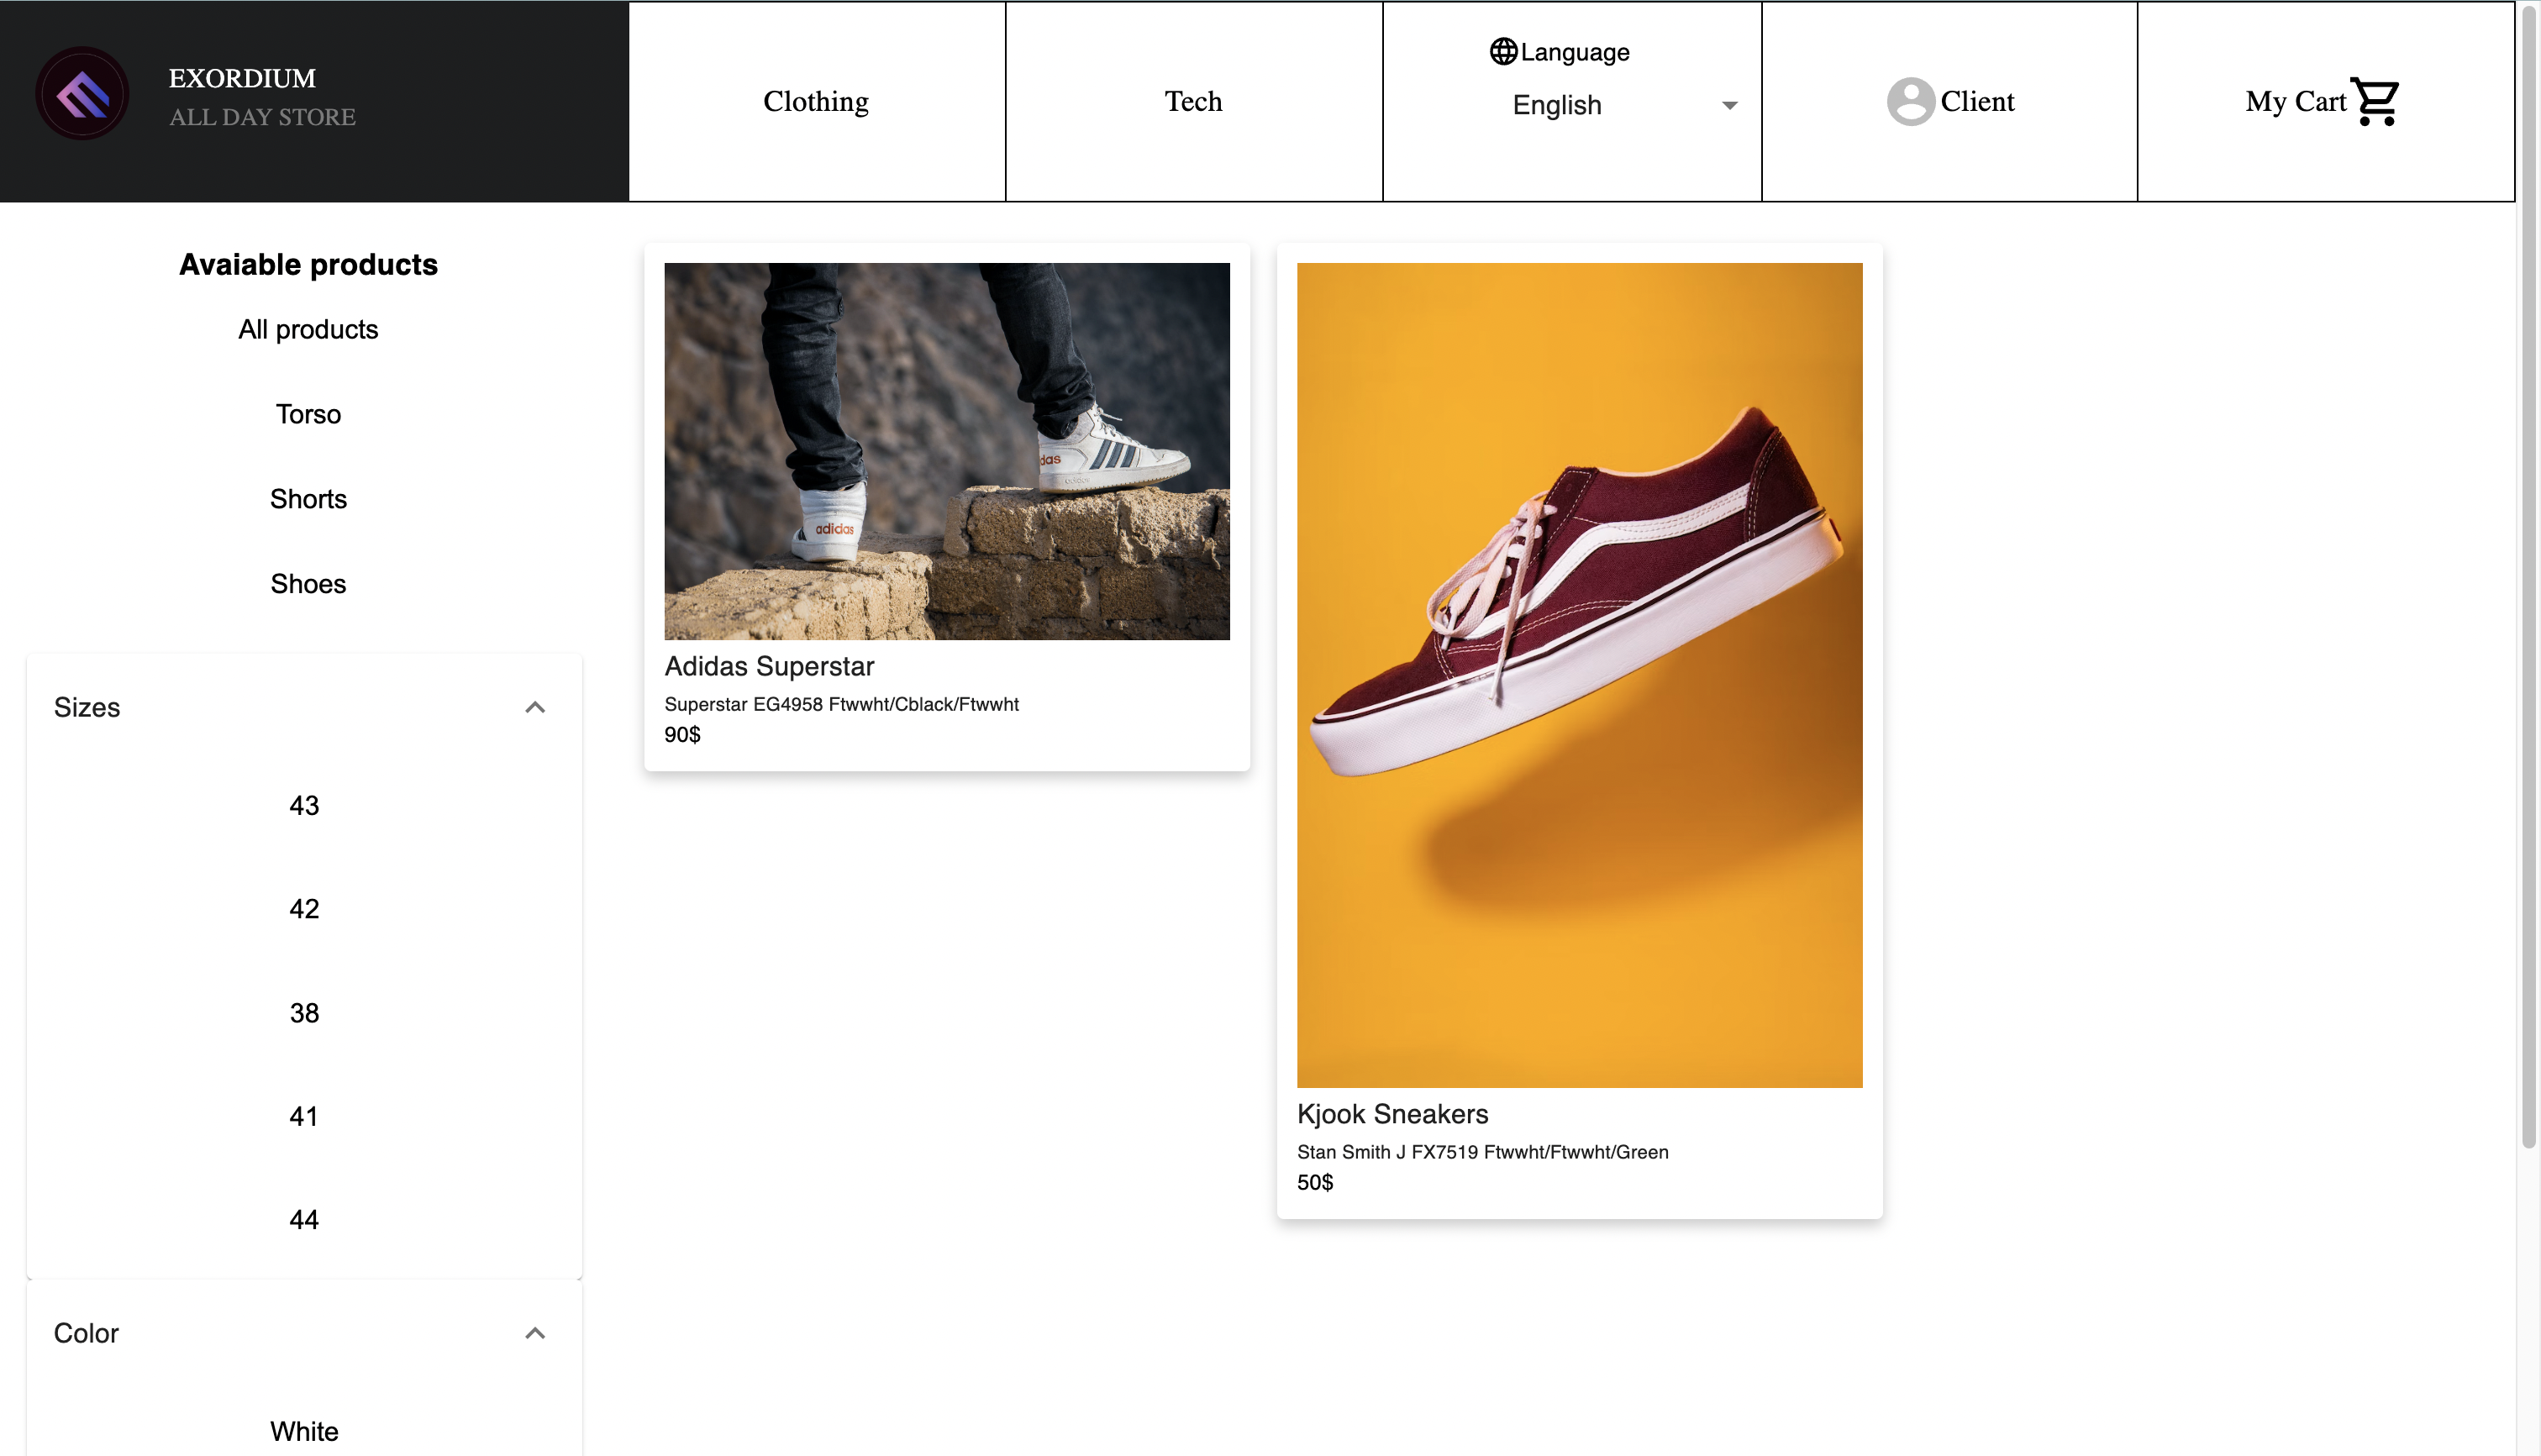 EXORDIUM
ALL DAY STORE
Clothing
Tech
Language
English
Client
My Cart
Avaiable products
All products
Torso
Shorts
Shoes
Sizes
43
42
38
41
44
Color
White
das
adidas
Adidas Superstar
Superstar EG4958 Ftwwht/Cblack/Ftwwht
90$
Kjook Sneakers
Stan Smith J FX7519 Ftwwht/Ftwwht/Green
50$